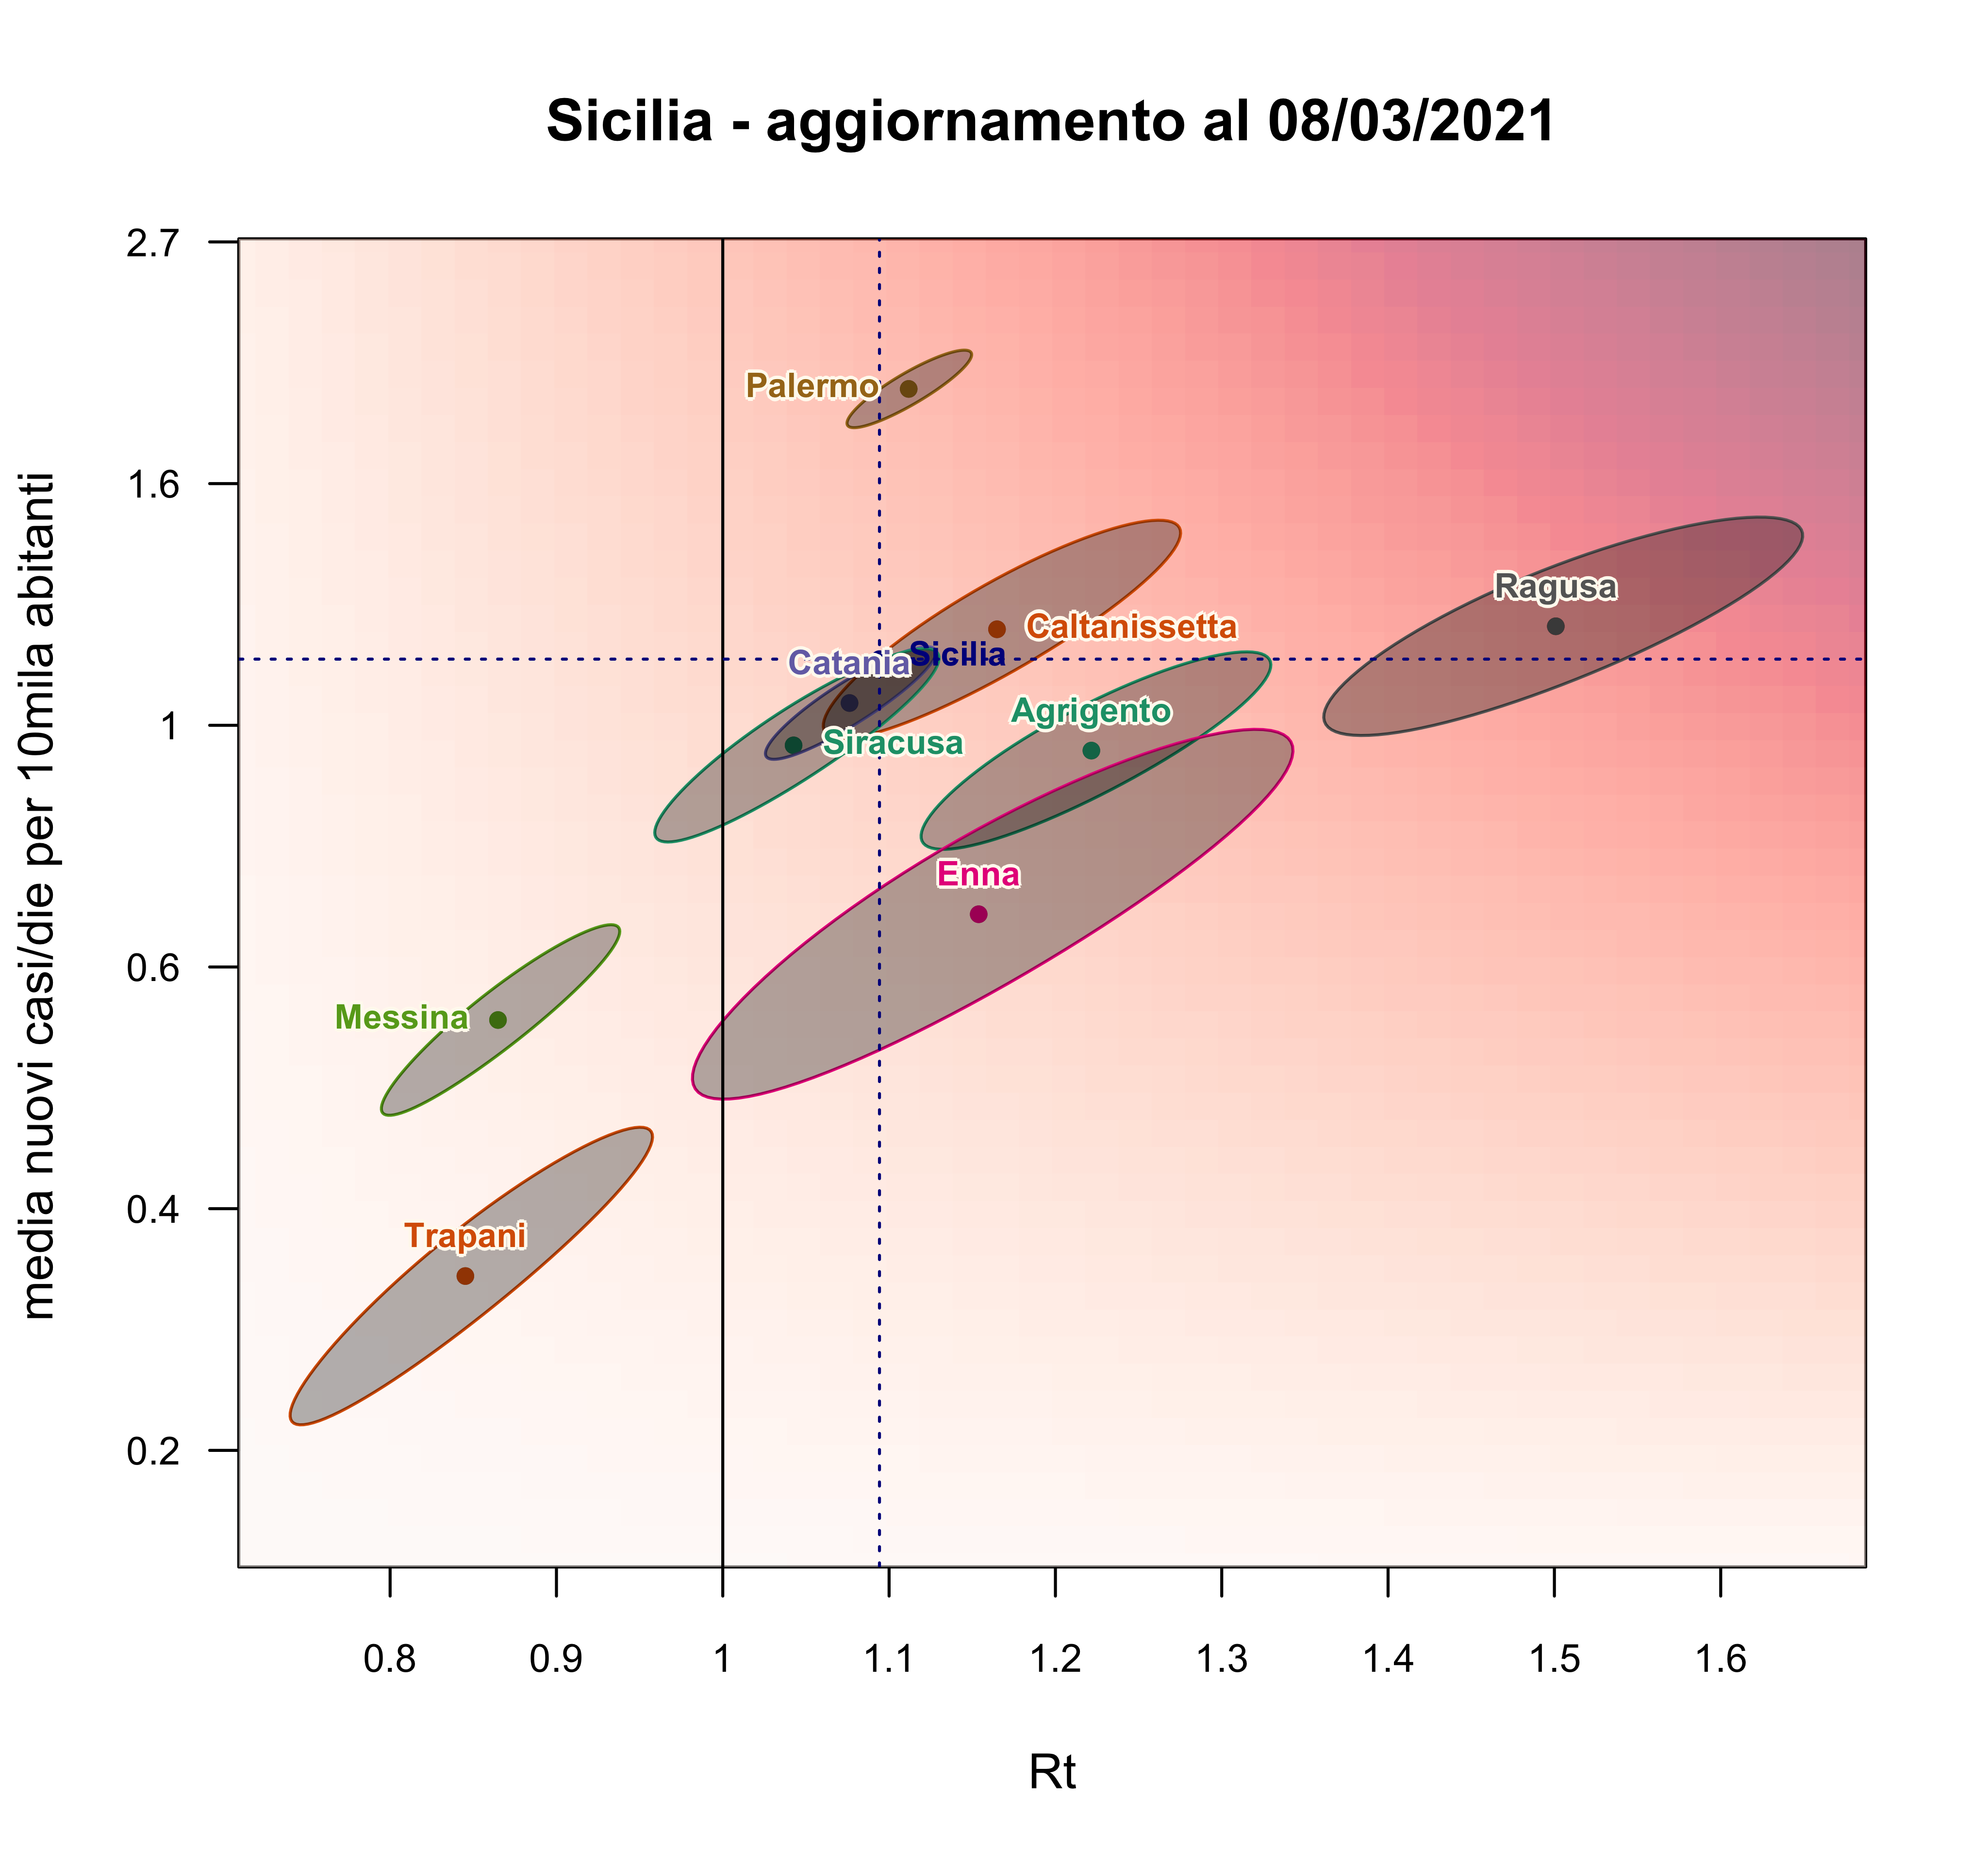 Sicilia - aggiornamento al 08/03/2021
media nuovi casi/die per 10mila abitanti
2.7
1.6
1
0.6
0.4
0.2
Palermo
Ragusa
Caltanissetta
Sicilia
Catania
Agrigento
Siracusa
Enna
Messina
Trapani
0.8 0.9 1 1.1 1.2 1.3 1.4 1.5 1.6
Rt